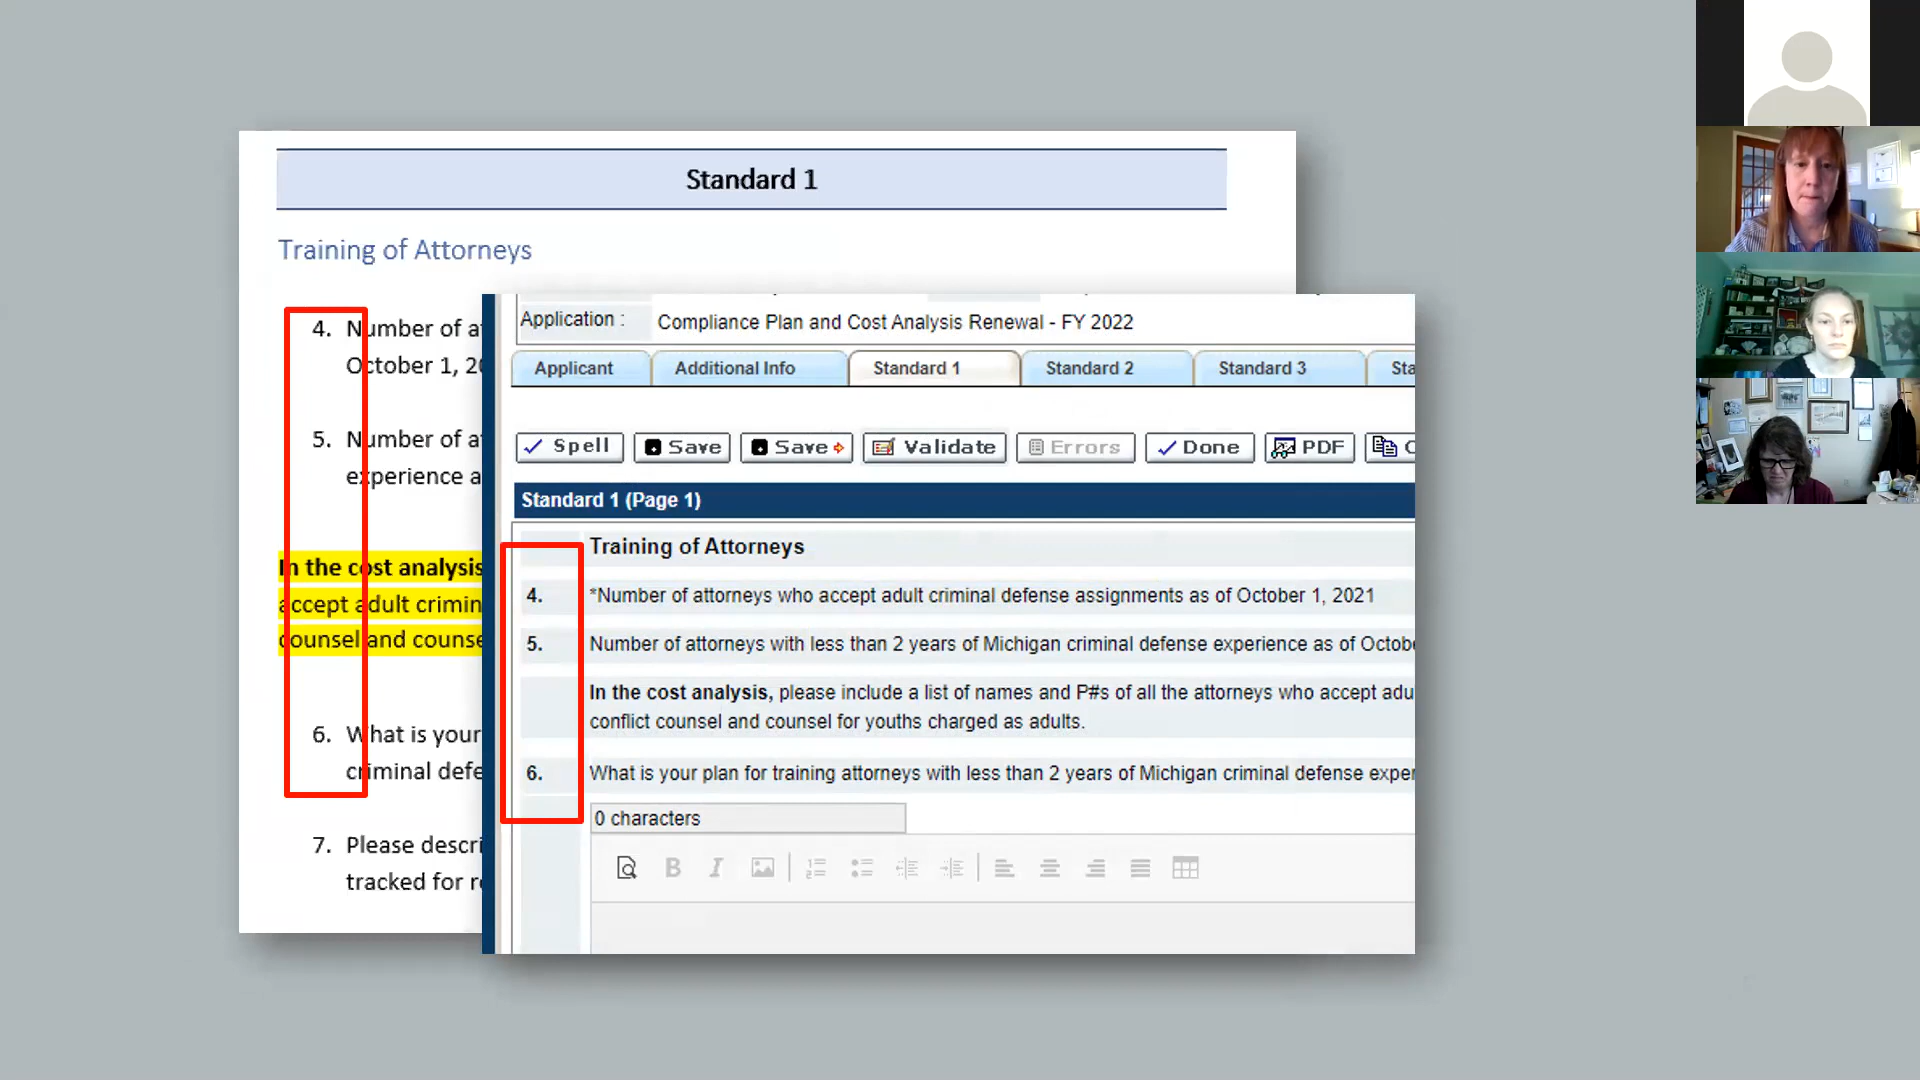 Standard 1
Training of Attorneys
4. Number of a
October 1, 20
5. Number of a
experience a
In the cost analysis
accept adult crimin
counsel and counse
6. What is your
criminal defe
7. Please descri
tracked for r
Application :
Compliance Plan and Cost Analysis Renewal - FY 2022
Applicant
Additional Info
Standard 1
Standard 2
Standard 3
Sta
Spell
Save
Save
Validate
Errors
Done
PDF
C
Standard 1 (Page 1)
Training of Attorneys
4. *Number of attorneys who accept adult criminal defense assignments as of October 1, 2021
5. Number of attorneys with less than 2 years of Michigan criminal defense experience as of Octobe
In the cost analysis, please include a list of names and P#s of all the attorneys who accept adu
conflict counsel and counsel for youths charged as adults.
6. What is your plan for training attorneys with less than 2 years of Michigan criminal defense exper
0 characters
B
I